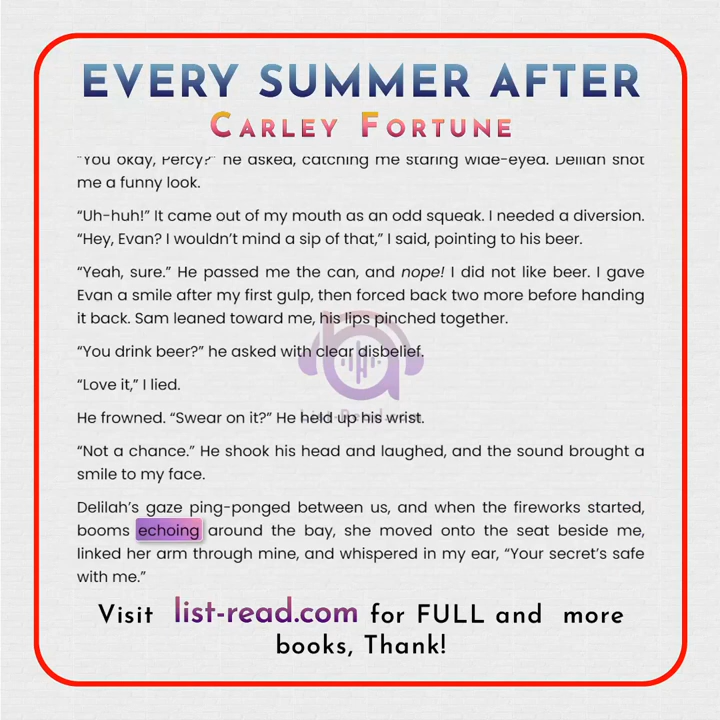 EVERY SUMMER AFTER
CARLEY FORTUNE
“You okay, Percy?” he asked, catching me staring wide-eyed. Delilah shot
me a funny look.
“Uh-huh!” It came out of my mouth as an odd squeak. I needed a diversion.
“Hey, Evan? I wouldn’t mind a sip of that,” I said, pointing to his beer.
“Yeah, sure.” He passed me the can, and nope! I did not like beer. I gave
Evan a smile after my first gulp, then forced back two more before handing
it back. Sam leaned toward me, his lips pinched together.
“You drink beer?” he asked with clear disbelief.
“Love it,” I lied.
He frowned. “Swear on it?” He held up his wrist.
List-Read.com
“Not a chance.” He shook his head and laughed, and the sound brought a
smile to my face.
Delilah’s gaze ping-ponged between us, and when the fireworks started,
booms echoing around the bay, she moved onto the seat beside me,
linked her arm through mine, and whispered in my ear, “Your secret’s safe
with me.”
Visit list-read.com for FULL and more
books, Thank!